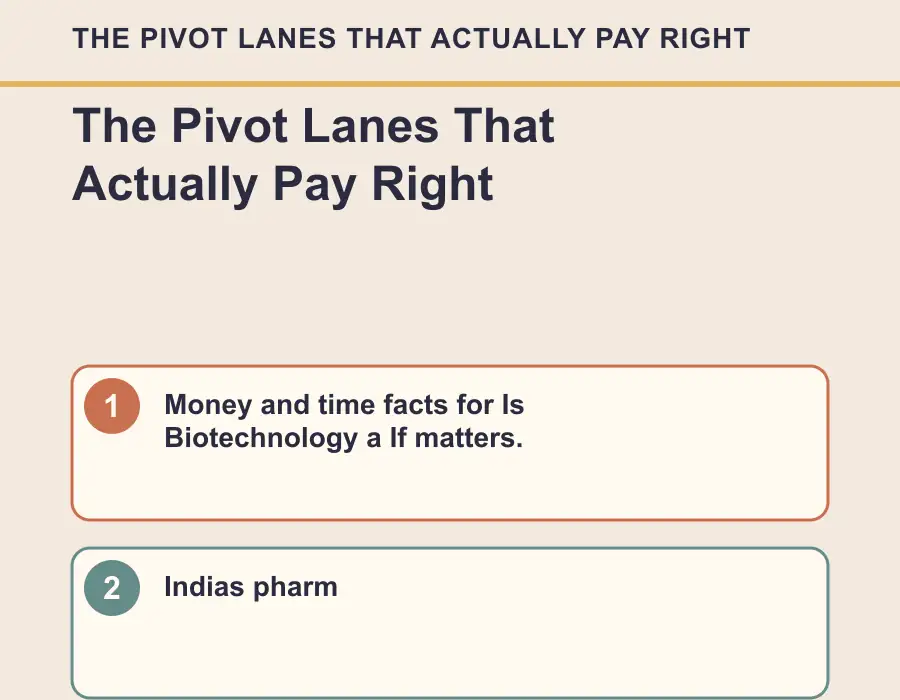 THE PIVOT LANES THAT ACTUALLY PAY RIGHT
The Pivot Lanes That
Actually Pay Right
1
Money and time facts for Is
Biotechnology a If matters.
2
Indias pharm